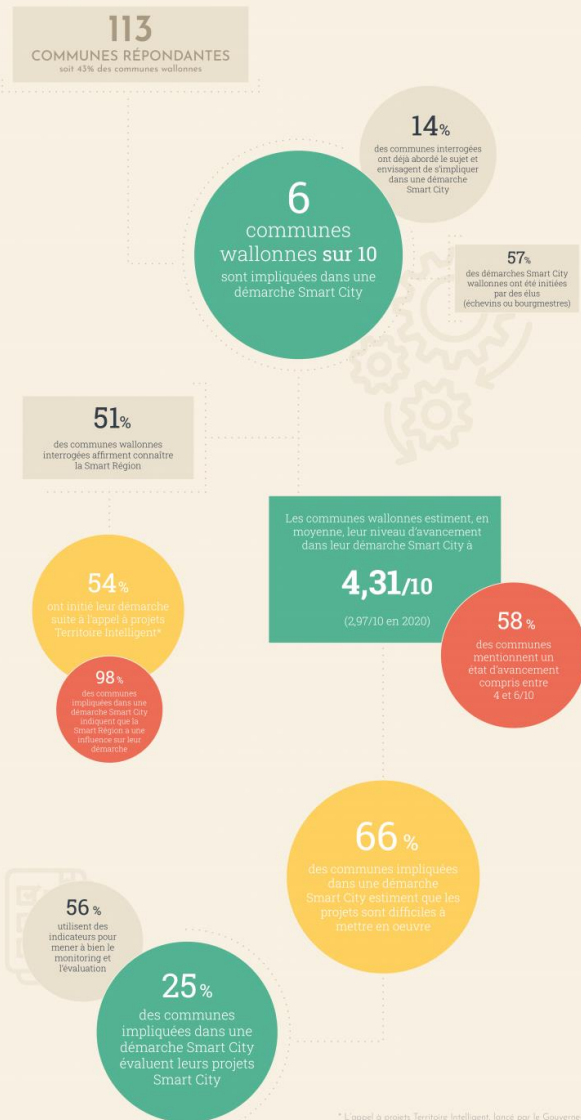 113
COMMUNES RÉPONDANTES
soit 43% des communes wallonnes
14%
des communes interrogées
ont déjà abordé le sujet et
envisagent de s'impliquer
dans une démarche
Smart City
6
communes
wallonnes sur 10
sont impliquées dans une
démarche Smart City
57%
des démarches Smart City
wallonnes ont été initiées
par des élus
(échevins ou bourgmestres)
51%
des communes wallonnes
interrogées affirment connaître
la Smart Région
Les communes wallonnes estiment, en
moyenne, leur niveau d'avancement
dans leur démarche Smart City à
4,31/10
(2,97/10 en 2020)
54%
ont initié leur démarche
suite à l'appel à projets
Territoire Intelligent*
58 %
des communes
mentionnent un
état d'avancement
compris entre
4 et 6/10
98%
des communes
impliquées dans une
démarche Smart City
indiquent que la
Smart Région a une
influence sur leur
démarche
66 %
des communes impliquées
dans une démarche
Smart City estiment que les
projets sont difficiles à
mettre en oeuvre
56 %
utilisent des
indicateurs pour
mener à bien le
monitoring et
l'évaluation
25 %
des communes
impliquées dans une
démarche Smart City
évaluent leurs projets
Smart City
* L'appel à projets Territoire Intelligent, lancé par le Gouverne